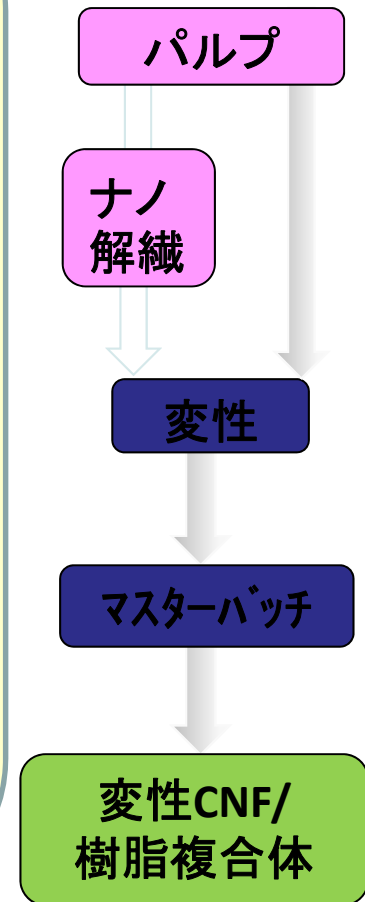 パルプ
ナノ
解繊
変性
マスターバッチ
変性CNF/
樹脂複合体